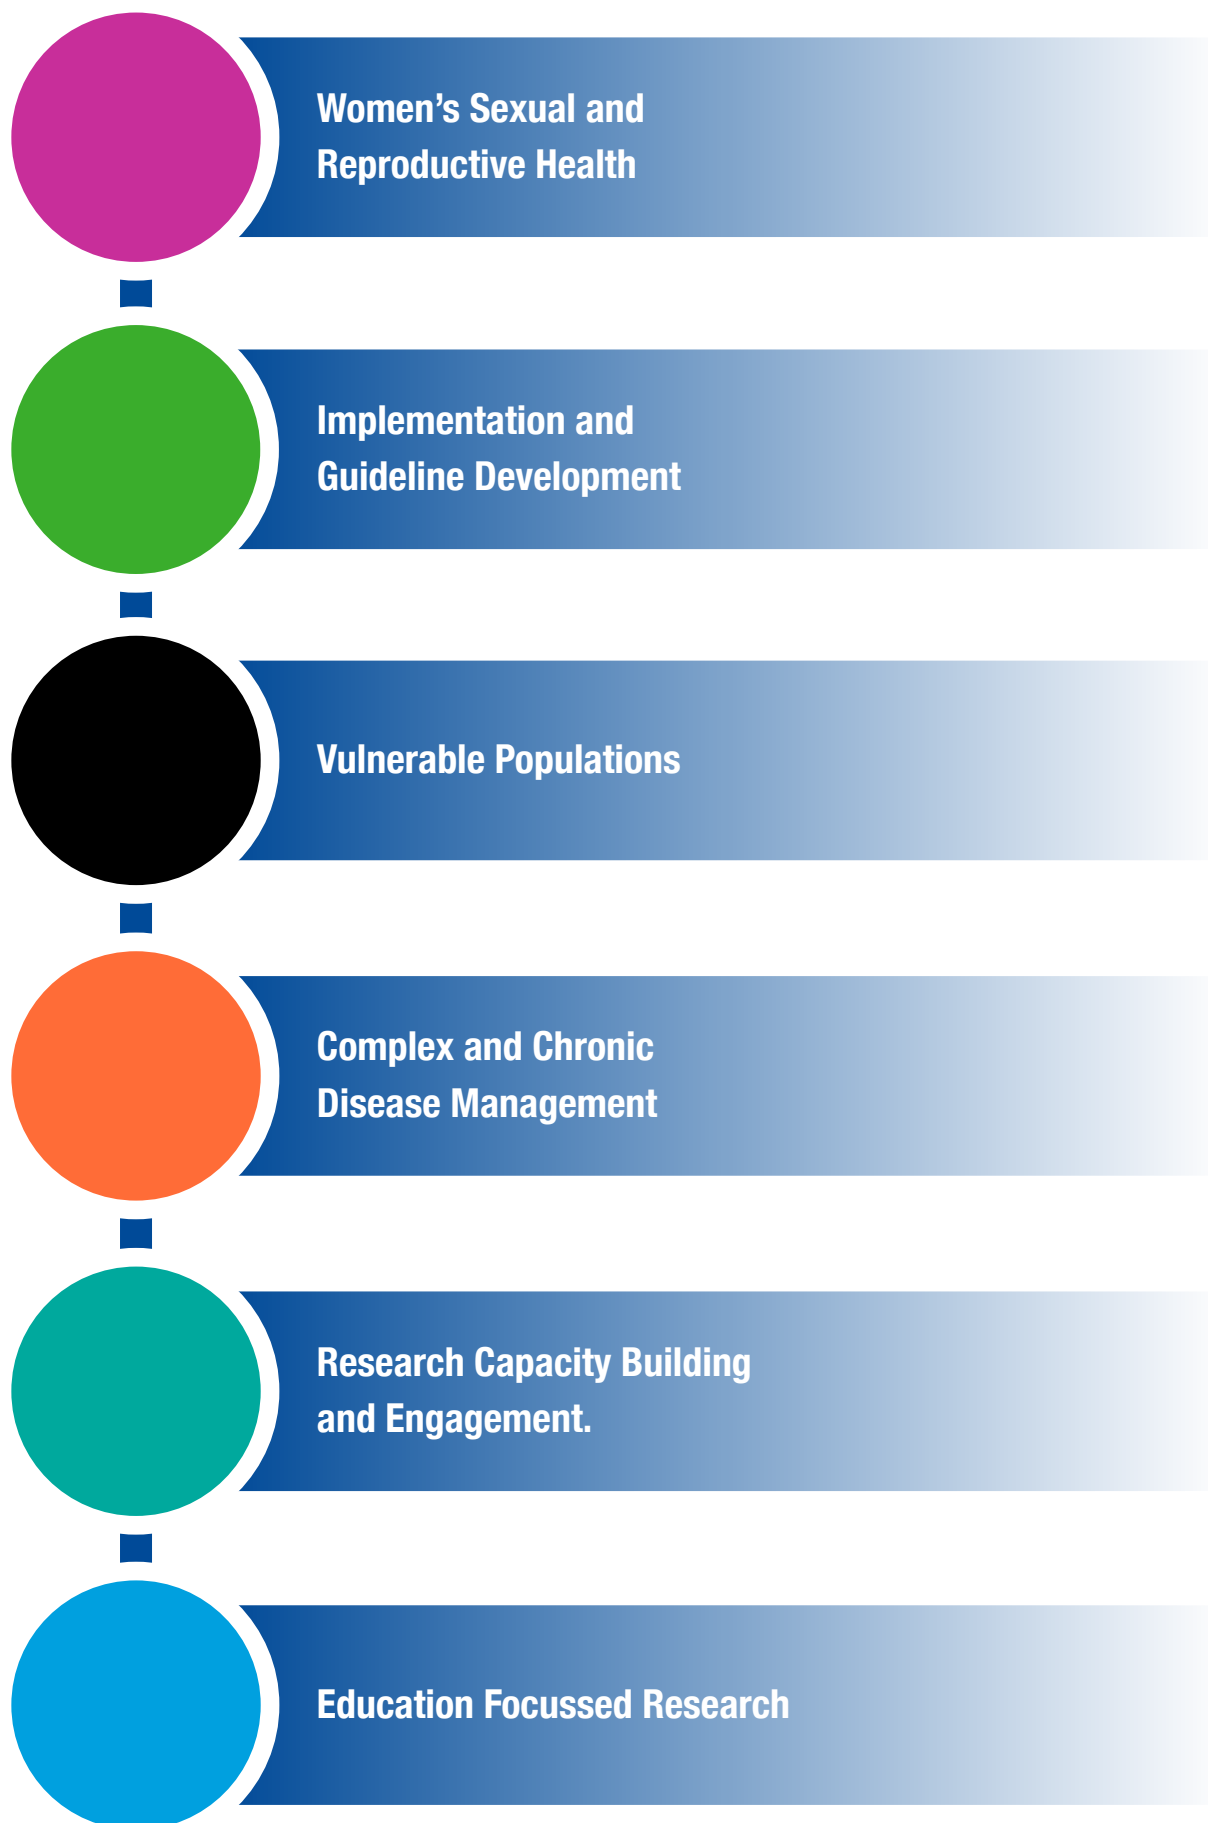 Women’s Sexual and
Reproductive Health
Implementation and
Guideline Development
Vulnerable Populations
Complex and Chronic
Disease Management
Research Capacity Building
and Engagement.
Education Focussed Research